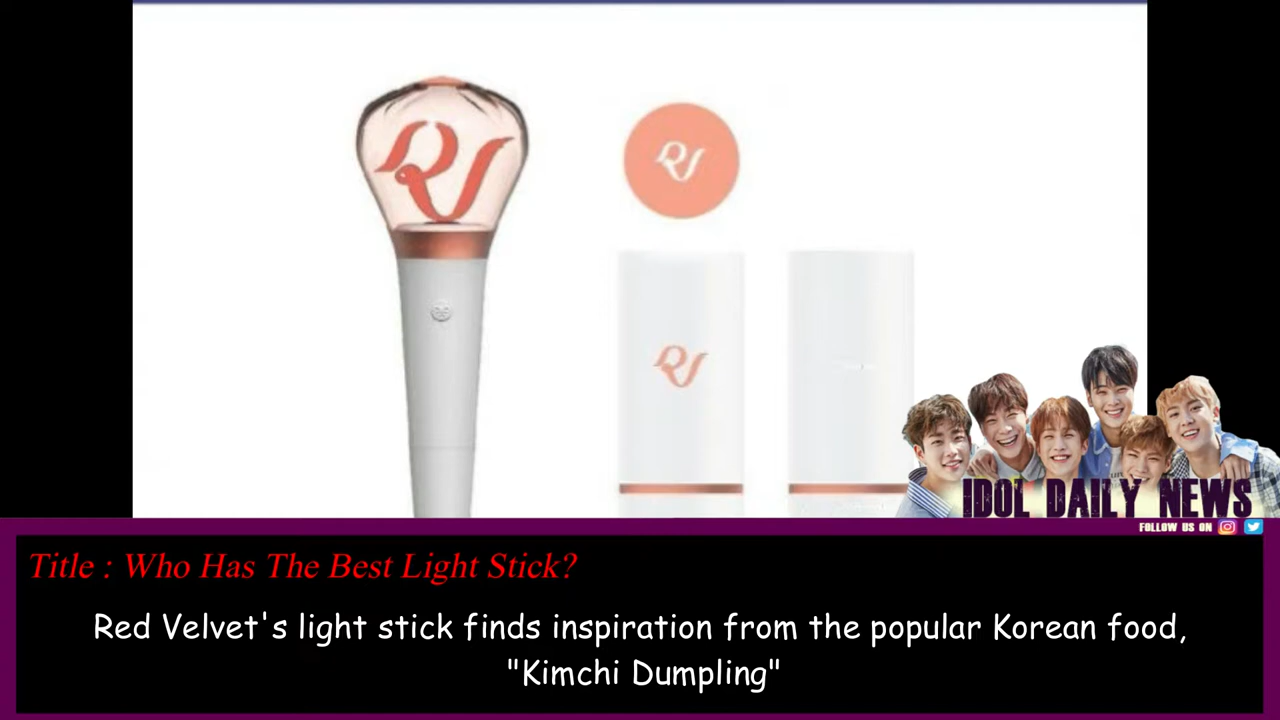 RV
RV
RV
IDOL DAILY NEWS
FOLLOW US ON
Title : Who Has The Best Light Stick?
Red Velvet's light stick finds inspiration from the popular Korean food,
"Kimchi Dumpling"